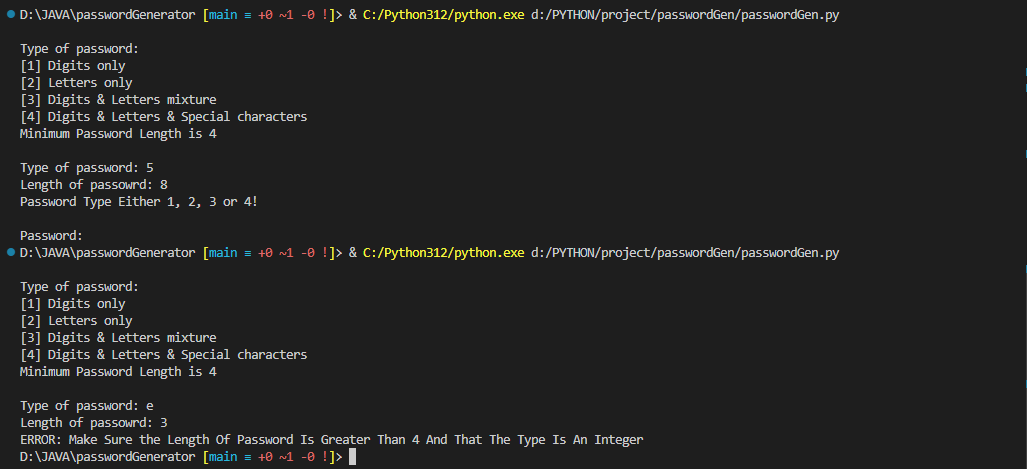 D:\JAVA\passwordGenerator [main ≡ +0 ~1 -0 !]> & C:/Python312/python.exe d:/PYTHON/project/passwordGen/passwordGen.py
Type of password:
[1] Digits only
[2] Letters only
[3] Digits & Letters mixture
[4] Digits & Letters & Special characters
Minimum Password Length is 4
Type of password: 5
Length of passowrd: 8
Password Type Either 1, 2, 3 or 4!
Password:
D:\JAVA\passwordGenerator [main ≡ +0 ~1 -0 !]> & C:/Python312/python.exe d:/PYTHON/project/passwordGen/passwordGen.py
Type of password:
[1] Digits only
[2] Letters only
[3] Digits & Letters mixture
[4] Digits & Letters & Special characters
Minimum Password Length is 4
Type of password: e
Length of passowrd: 3
ERROR: Make Sure the Length Of Password Is Greater Than 4 And That The Type Is An Integer
D:\JAVA\passwordGenerator [main ≡ +0 ~1 -0 !]>